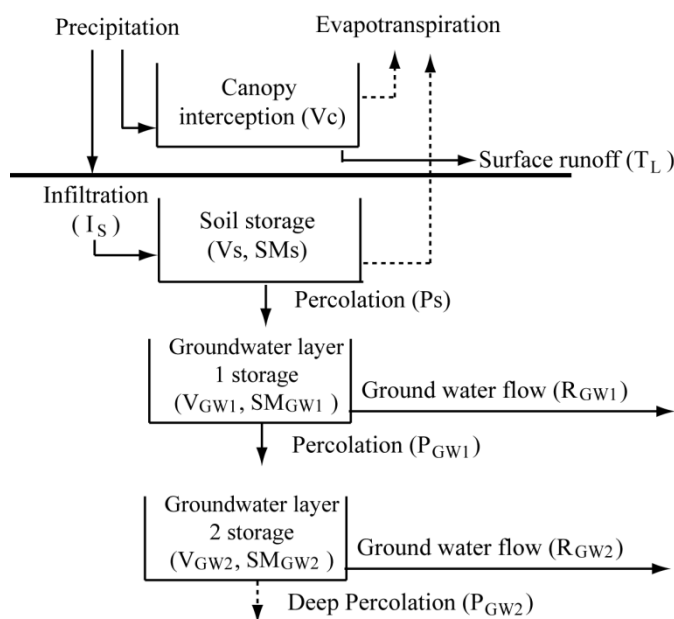 Precipitation
Evapotranspiration
Canopy
interception (Vc)
Surface runoff (TL)
Infiltration
(IS)
Soil storage
(Vs, SMs)
Percolation (Ps)
Groundwater layer
1 storage
(VGW1, SMGW1)
Ground water flow (RGW1)
Percolation (PGW1)
Groundwater layer
2 storage
(VGW2, SMGW2)
Ground water flow (RGW2)
Deep Percolation (PGW2)